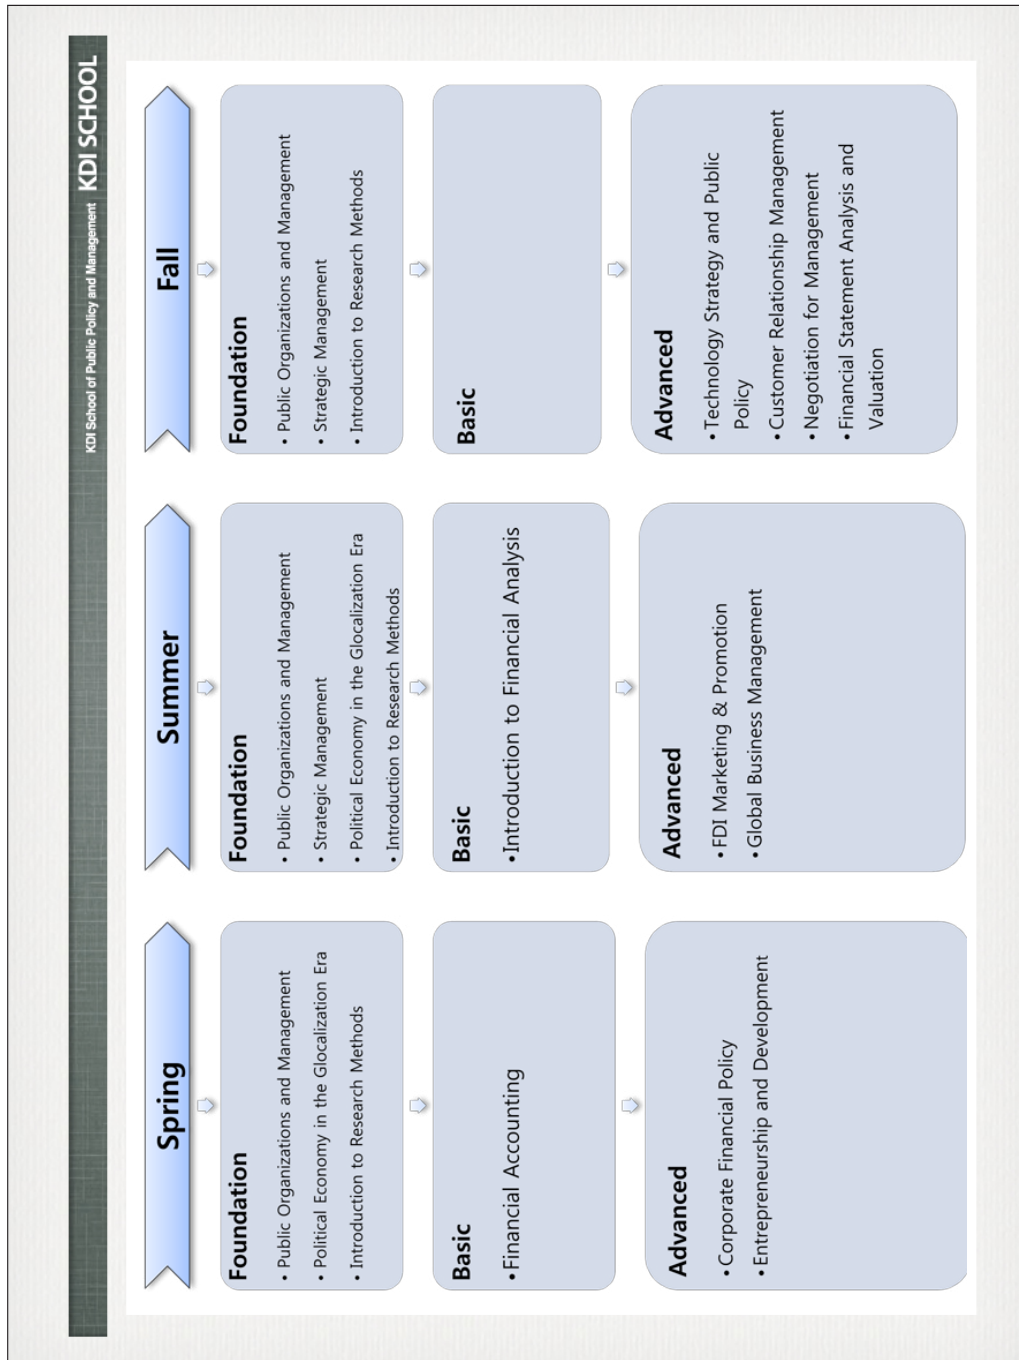 KDI School of Public Policy and Management KDI SCHOOL
Spring
Foundation
• Public Organizations and Management
• Political Economy in the Glocalization Era
• Introduction to Research Methods
Basic
•Financial Accounting
Advanced
•Corporate Financial Policy
•Entrepreneurship and Development
Summer
Foundation
• Public Organizations and Management
• Strategic Management
• Political Economy in the Glocalization Era
• Introduction to Research Methods
Basic
•Introduction to Financial Analysis
Advanced
•FDI Marketing & Promotion
•Global Business Management
Fall
Foundation
• Public Organizations and Management
• Strategic Management
• Introduction to Research Methods
Basic
Advanced
•Technology Strategy and Public
Policy
•Customer Relationship Management
•Negotiation for Management
•Financial Statement Analysis and
Valuation